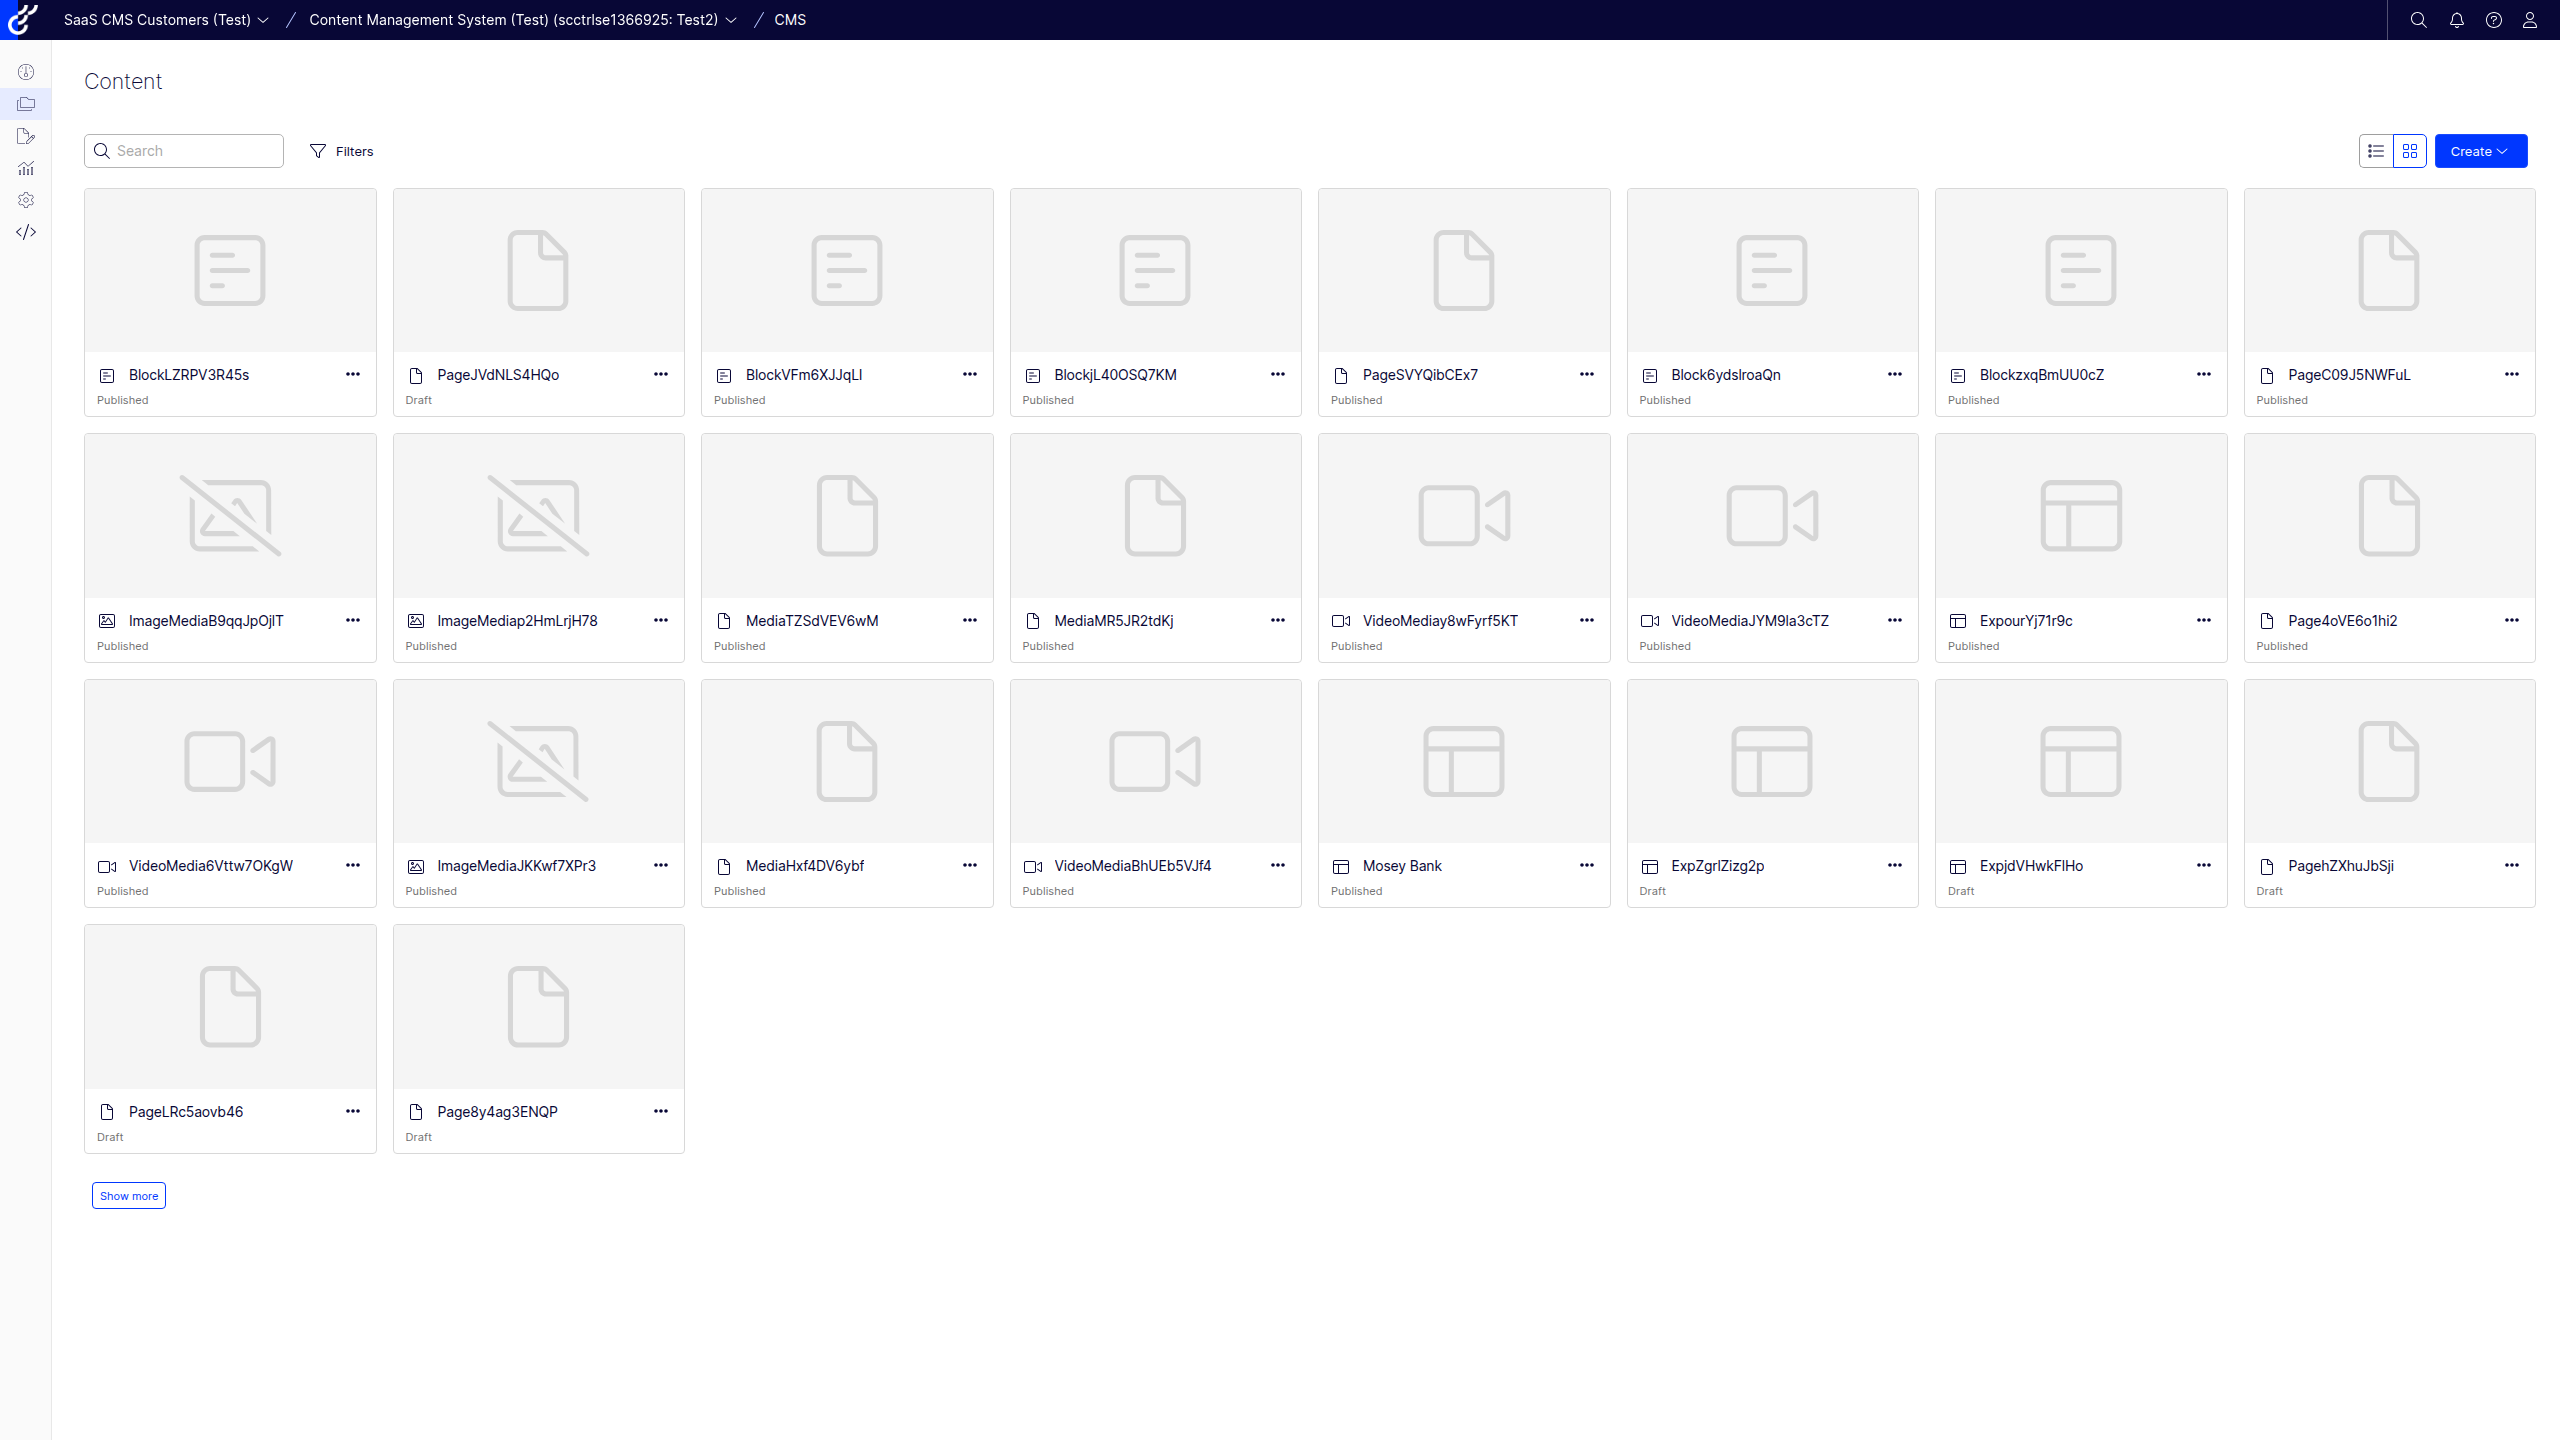 SaaS CMS Customers (Test) / Content Management System (Test) (scctrlse1366925: Test2) / CMS
Content
Search Filters Create
BlockLZRPV3R45s PageJVdNLS4HQo BlockVFm6XJJqLI BlockjL40OSQ7KM PageSVYQibCEx7 Block6ydsIroaQn BlockzxqBmUU0cZ PageC09J5NWFuL
Published Draft Published Published Published Published Published Published
ImageMediaB9qqJpOjIT ImageMediap2HmLrjH78 MediaTZSdVEV6wM MediaMR5JR2tdKj VideoMediay8wFyrf5KT VideoMediaJYM9la3cTZ ExpourYj71r9c Page4oVE6o1hi2
Published Published Published Published Published Published Published Published
VideoMedia6Vttw7OKgW ImageMediaJKKwf7XPr3 MediaHxf4DV6ybf VideoMediaBhUEb5VJf4 Mosey Bank ExpZgrlZizg2p ExpjdVHwkFIHo PagehZXhuJbSji
Published Published Published Published Published Draft Draft Draft
PageLRc5aovb46 Page8y4ag3ENQP
Draft Draft
Show more